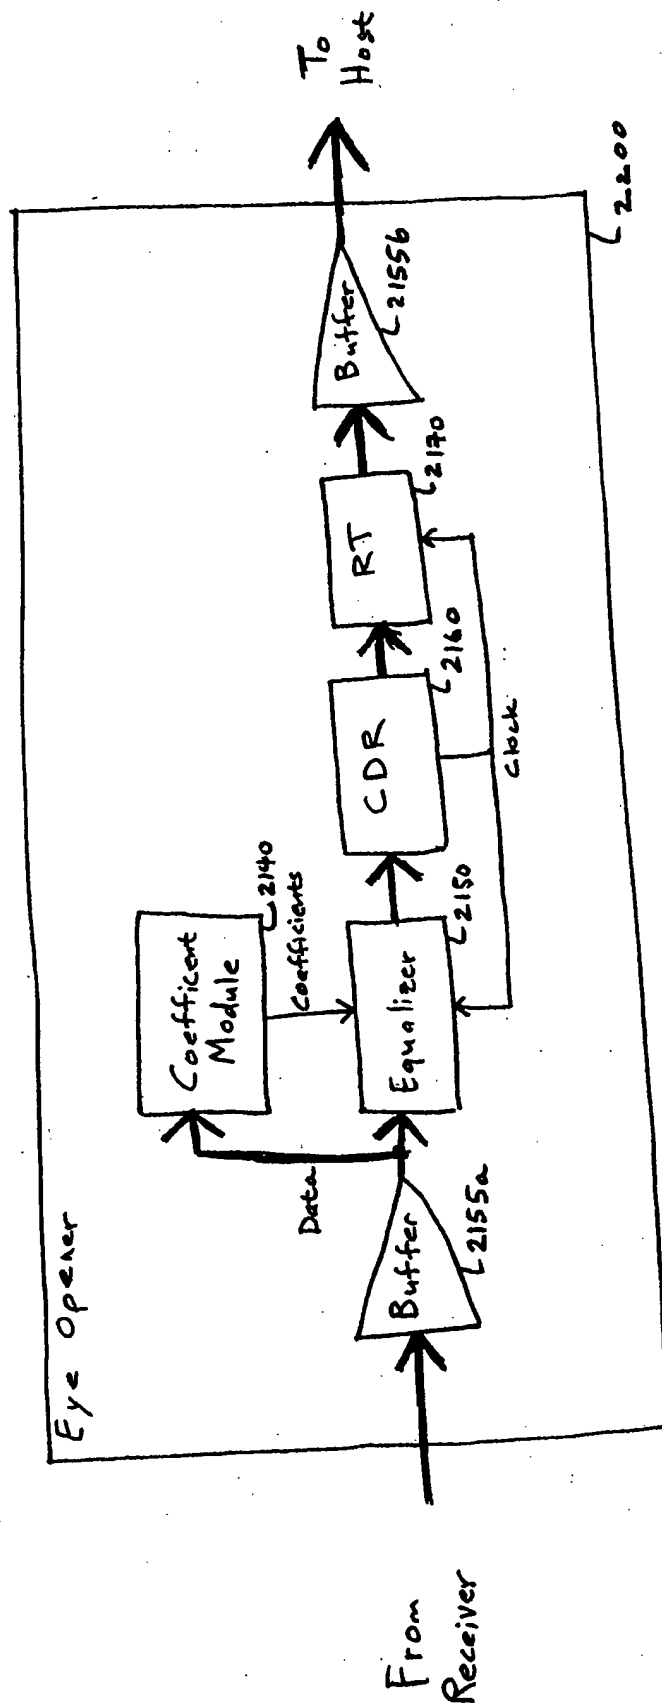 Eye Opener
From
Receiver
Buffer
2155a
Data
Coefficent
Module
2140
Coefficients
Equalizer
2150
CDR
2160
Clock
RT
2170
Buffer
2155b
To
Host
2200